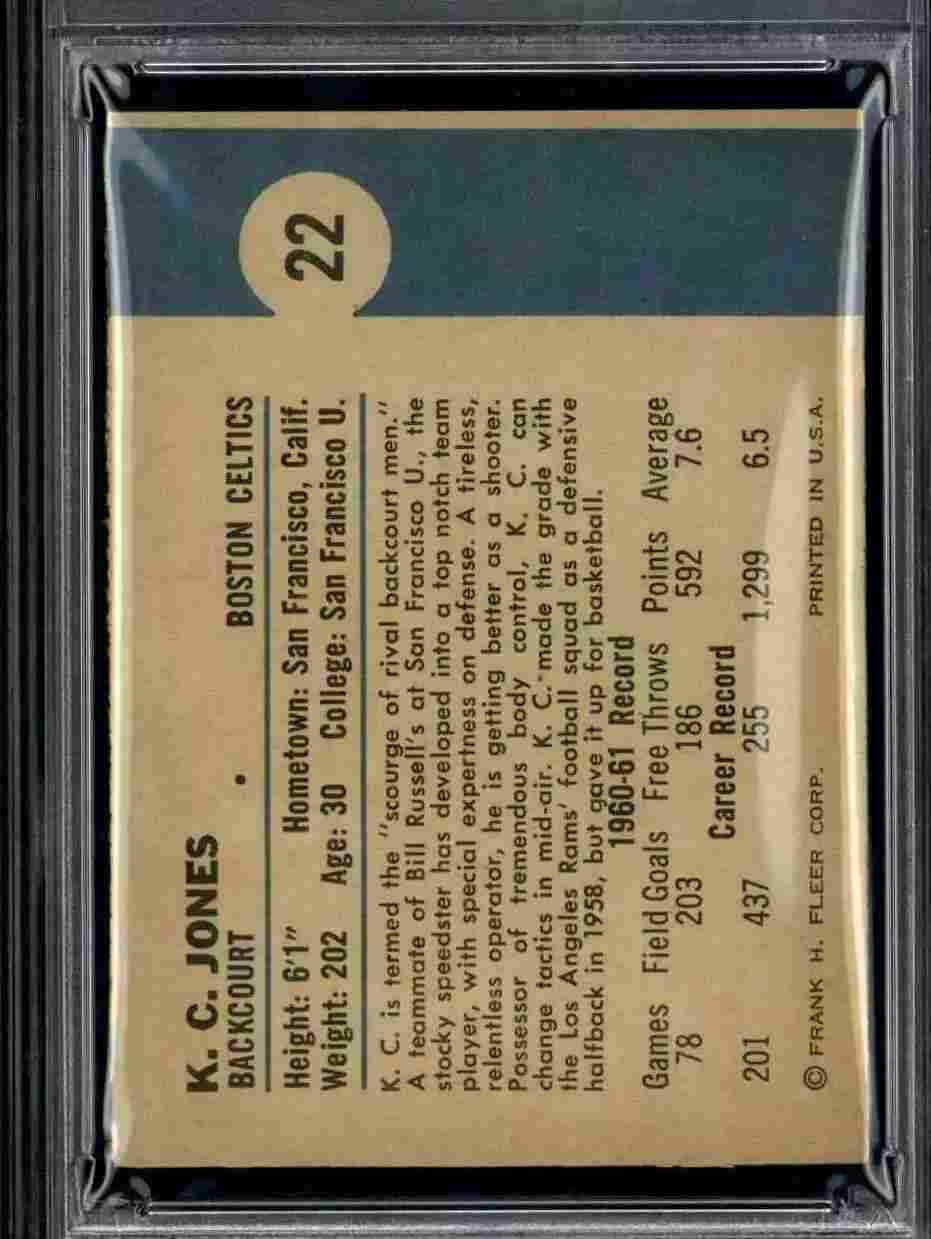 22
K. C. JONES
BACKCOURT BOSTON CELTICS
Height: 6'1" Hometown: San Francisco, Calif.
Weight: 202 Age: 30 College: San Francisco U.
K. C. is termed the "scourge of rival backcourt men."
A teammate of Bill Russell's at San Francisco U., the
stocky speedster has developed into a top notch team
player, with special expertness on defense. A tireless,
relentless operator, he is getting better as a shooter.
Possessor of tremendous body control, K. C. can
change tactics in mid-air. K. C. made the grade with
the Los Angeles Rams' football squad as a defensive
halfback in 1958, but gave it up for basketball.
1960-61 Record
Games Field Goals Free Throws Points Average
78 203 186 592 7.6
Career Record
201 437 255 1,299 6.5
© FRANK H. FLEER CORP. PRINTED IN U.S.A.